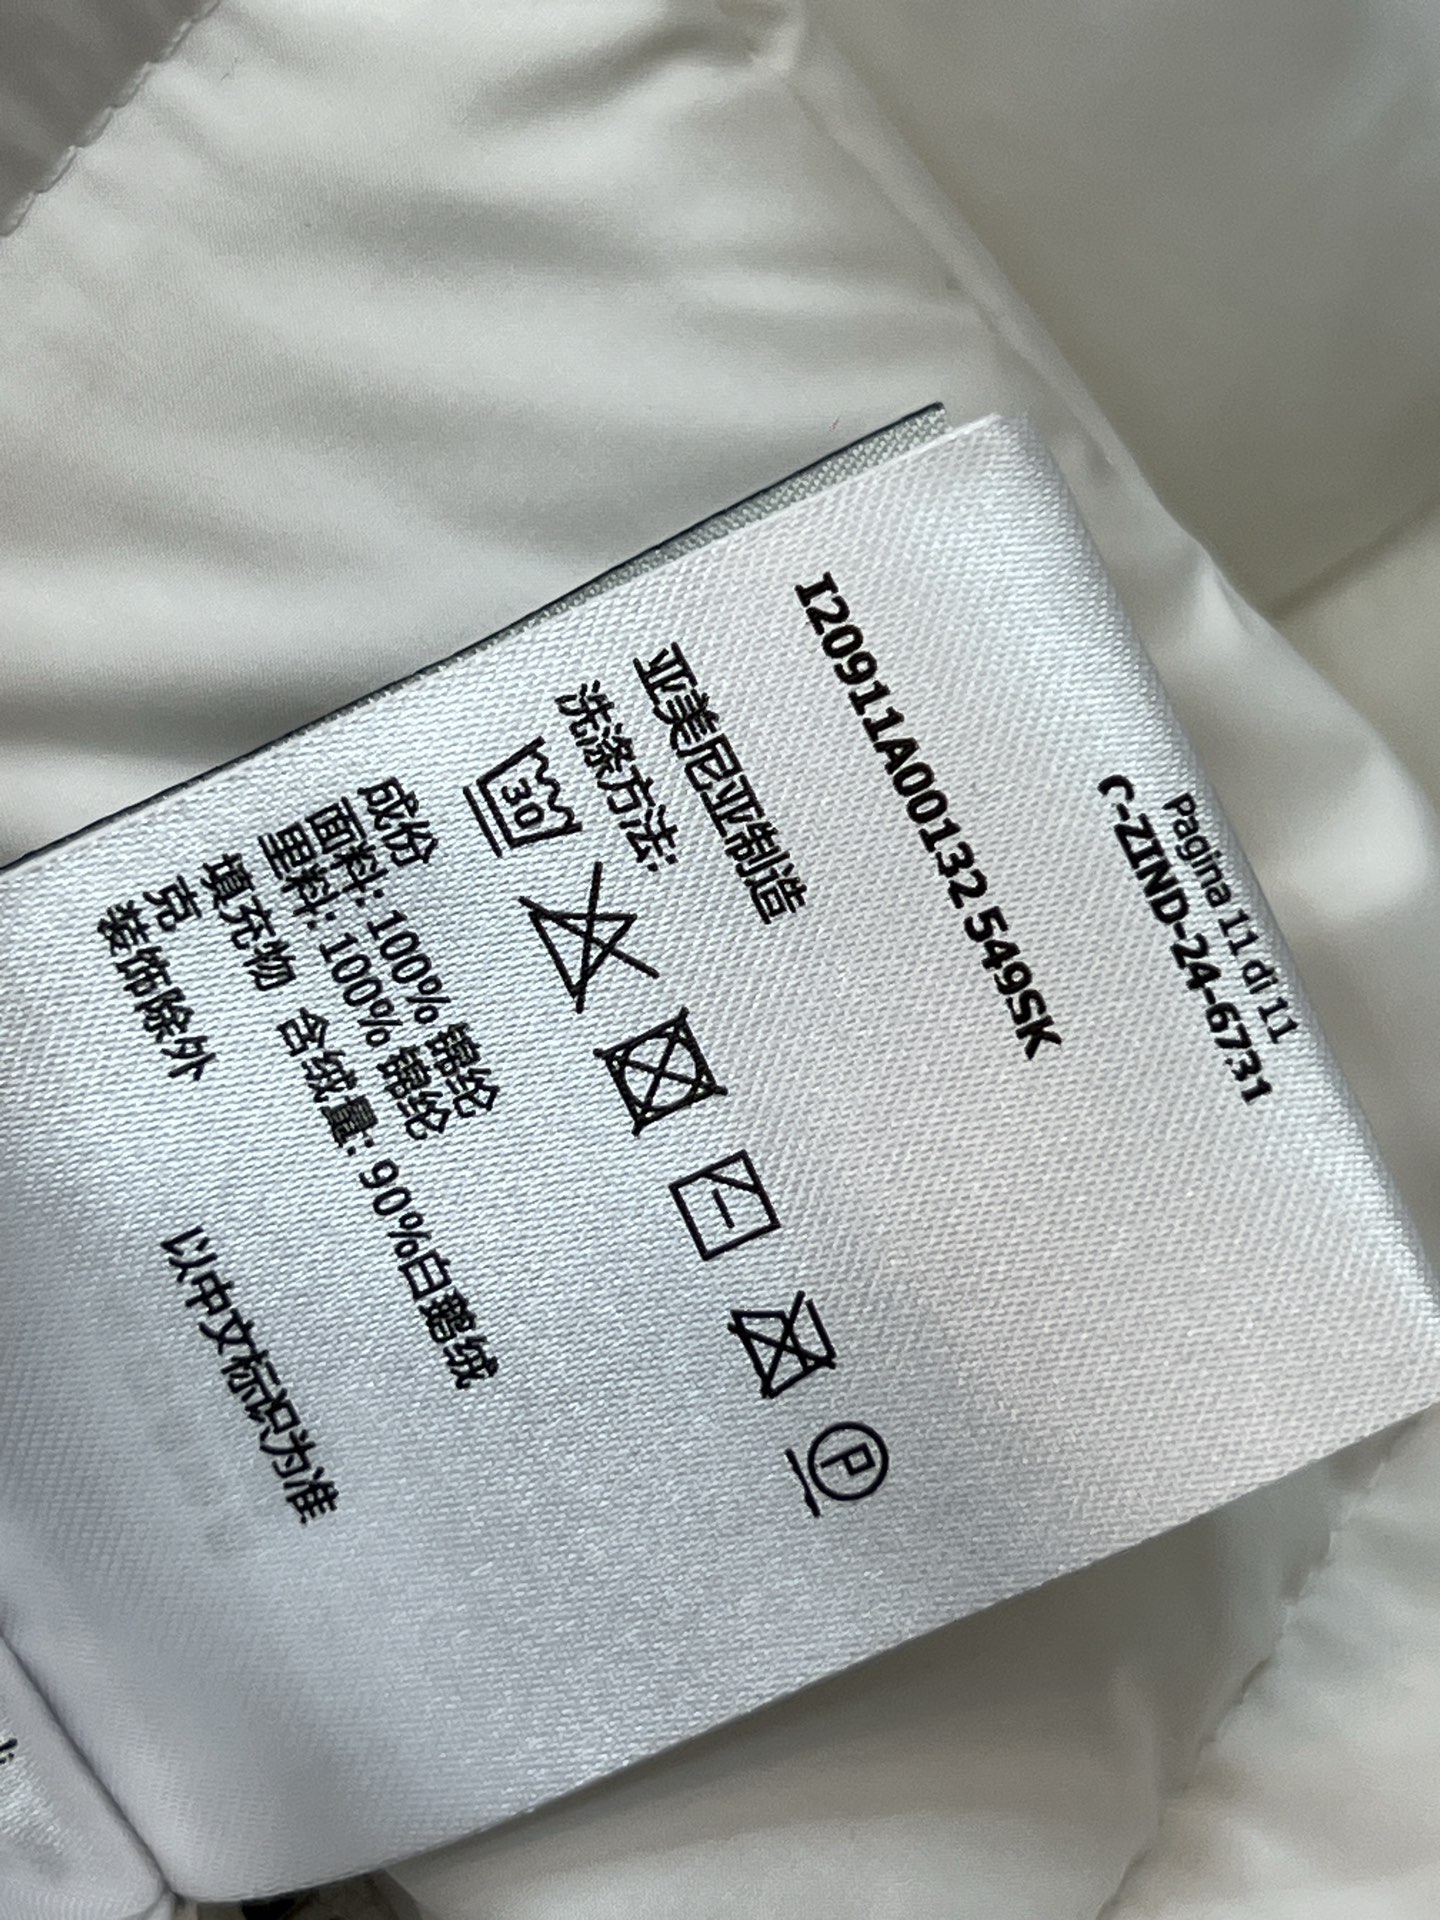 Pagina 11 di 11
C-ZIND-24-6731
I20911A00132 549SK
亚美尼亚制造
洗涤方法:
30
P
成份
面料: 100% 锦纶
里料: 100% 锦纶
填充物 含绒量: 90%白鹅绒
克
装饰除外
以中文标识为准